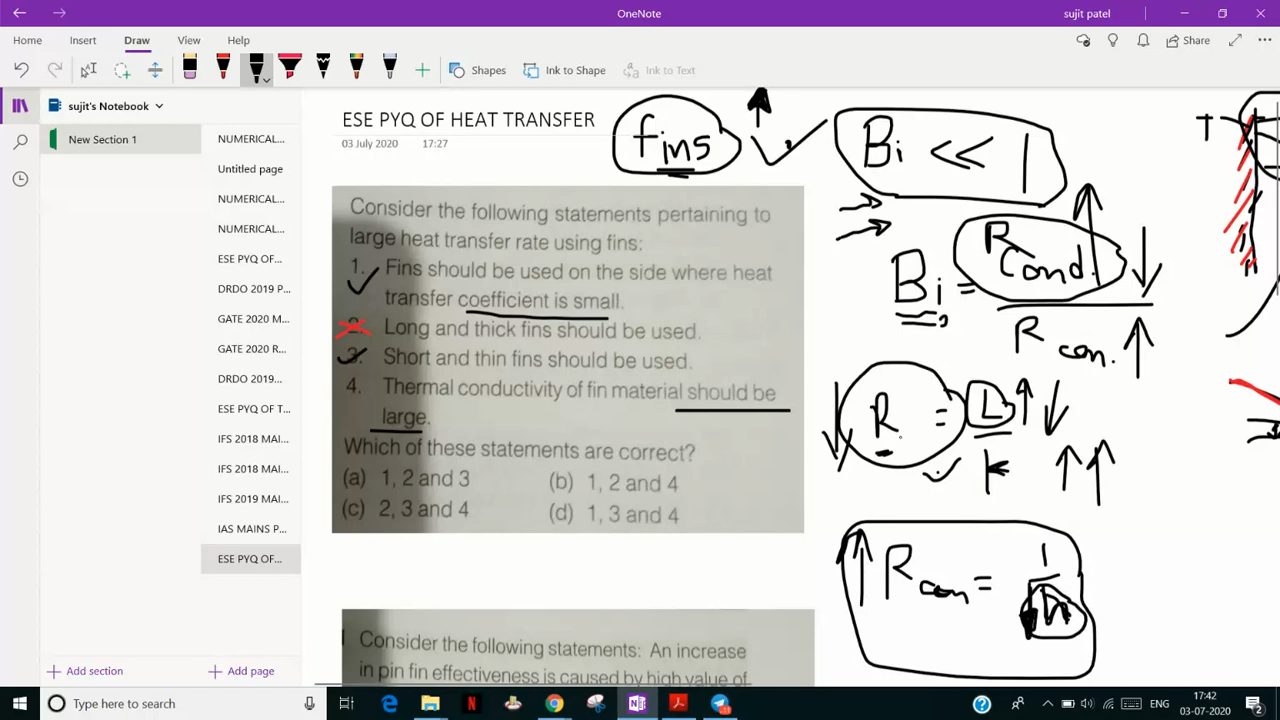 OneNote
sujit patel
Home
Insert
Draw
View
Help
Share
Shapes
Ink to Shape
Ink to Text
sujit's Notebook
New Section 1
NUMERICAL...
Untitled page
NUMERICAL...
NUMERICAL...
ESE PYQ OF...
DRDO 2019 P...
GATE 2020 M...
GATE 2020 R...
DRDO 2019...
ESE PYQ OF T...
IFS 2018 MAI...
IFS 2018 MAI...
IFS 2019 MAI...
IAS MAINS P...
ESE PYQ OF...
Add section
Add page
ESE PYQ OF HEAT TRANSFER
03 July 2020
17:27
Consider the following statements pertaining to
large heat transfer rate using fins:
1. Fins should be used on the side where heat
transfer coefficient is small.
2. Long and thick fins should be used.
3. Short and thin fins should be used.
4. Thermal conductivity of fin material should be
large.
Which of these statements are correct?
(a) 1, 2 and 3
(b) 1, 2 and 4
(c) 2, 3 and 4
(d) 1, 3 and 4
Consider the following statements: An increase
in pin fin effectiveness is caused by high value of
fins
Bi << 1
Bi = Rcond.
R con.
R = L
k
Rcon = 1
h
Type here to search
ENG
17:42
03-07-2020
2